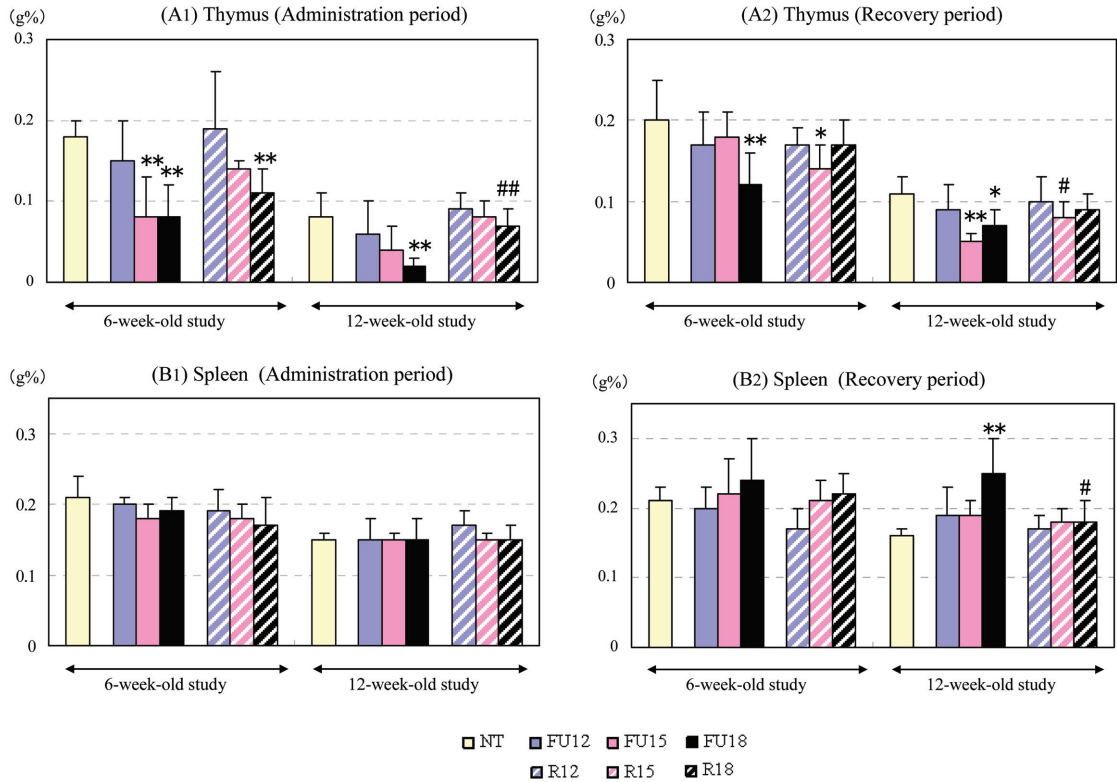 (A1) Thymus (Administration period)
(g%)
0.3
0.2
0.1
0
**
**
**
**
##
6-week-old study
12-week-old study
(A2) Thymus (Recovery period)
(g%)
0.3
0.2
0.1
0
**
*
**
*
#
6-week-old study
12-week-old study
(B1) Spleen (Administration period)
(g%)
0.3
0.2
0.1
0
6-week-old study
12-week-old study
(B2) Spleen (Recovery period)
(g%)
0.3
0.2
0.1
0
**
#
6-week-old study
12-week-old study
NT FU12 FU15 FU18
R12 R15 R18